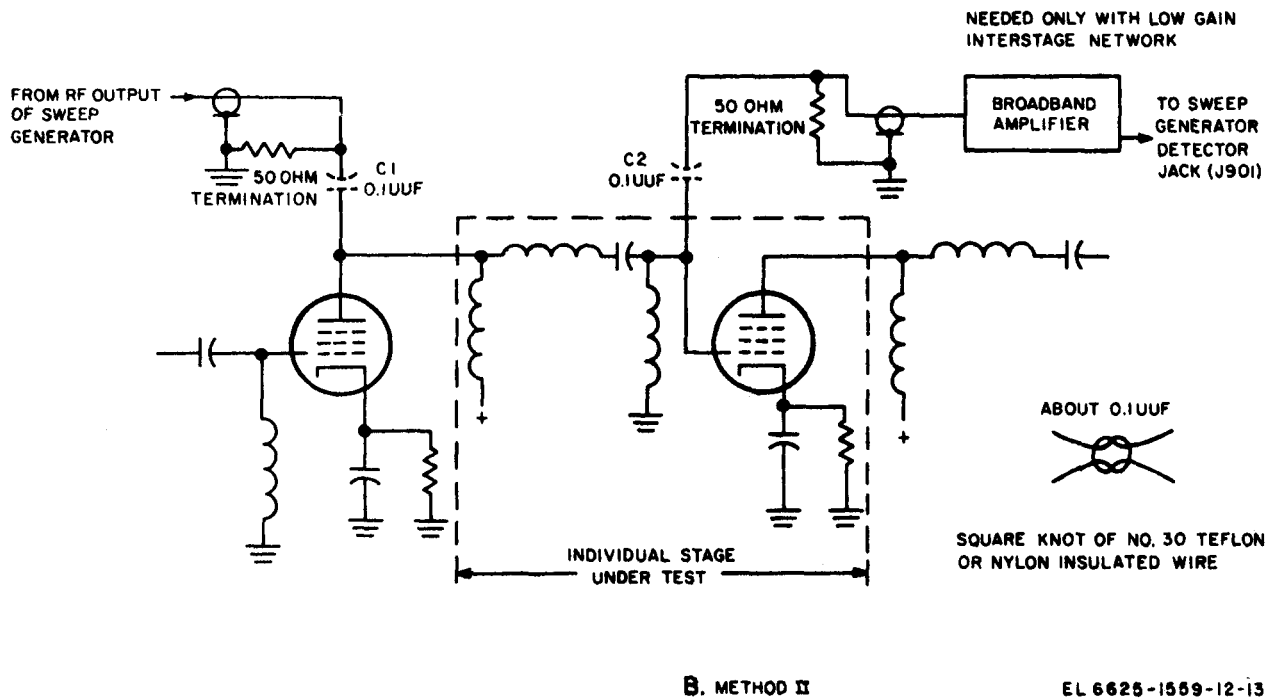 NEEDED ONLY WITH LOW GAIN
INTERSTAGE NETWORK
FROM RF OUTPUT
OF SWEEP
GENERATOR
50 OHM
TERMINATION
C1
0.1UUF
50 OHM
TERMINATION
C2
0.1UUF
BROADBAND
AMPLIFIER
TO SWEEP
GENERATOR
DETECTOR
JACK (J901)
+
+
ABOUT 0.1UUF
SQUARE KNOT OF NO. 30 TEFLON
OR NYLON INSULATED WIRE
INDIVIDUAL STAGE
UNDER TEST
B. METHOD II
EL 6625-1559-12-13